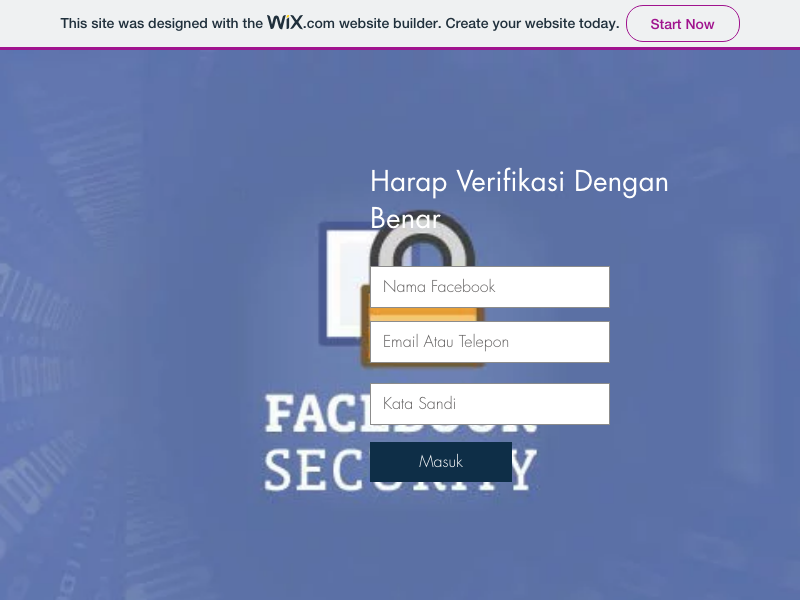 This site was designed with the WiX.com website builder. Create your website today. Start Now
Harap Verifikasi Dengan
Benar
Nama Facebook
Email Atau Telepon
Kata Sandi
FACEBOOK
Masuk
SECURITY